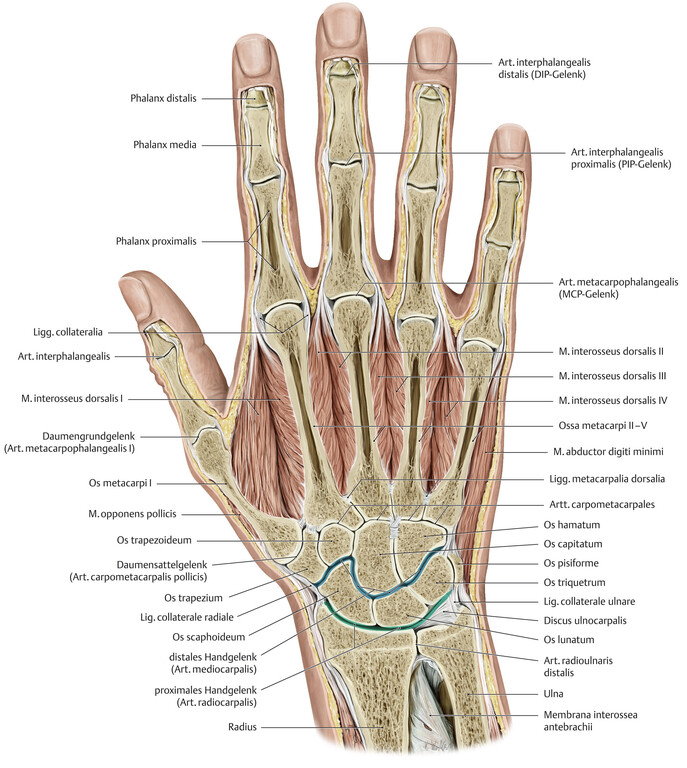 Art. interphalangealis
distalis (DIP-Gelenk)
Phalanx distalis
Phalanx media
Art. interphalangealis
proximalis (PIP-Gelenk)
Phalanx proximalis
Art. metacarpophalangealis
(MCP-Gelenk)
Ligg. collateralia
Art. interphalangealis
M. interosseus dorsalis II
M. interosseus dorsalis III
M. interosseus dorsalis I
M. interosseus dorsalis IV
Ossa metacarpi II–V
Daumengrundgelenk
(Art. metacarpophalangealis I)
M. abductor digiti minimi
Os metacarpi I
Ligg. metacarpalia dorsalia
M. opponens pollicis
Artt. carpometacarpales
Os trapezoideum
Os hamatum
Os capitatum
Daumensattelgelenk
(Art. carpometacarpalis pollicis)
Os pisiforme
Os triquetrum
Os trapezium
Lig. collaterale ulnare
Lig. collaterale radiale
Discus ulnocarpalis
Os scaphoideum
Os lunatum
distales Handgelenk
(Art. mediocarpalis)
Art. radioulnaris
distalis
proximales Handgelenk
(Art. radiocarpalis)
Ulna
Radius
Membrana interossea
antebrachii